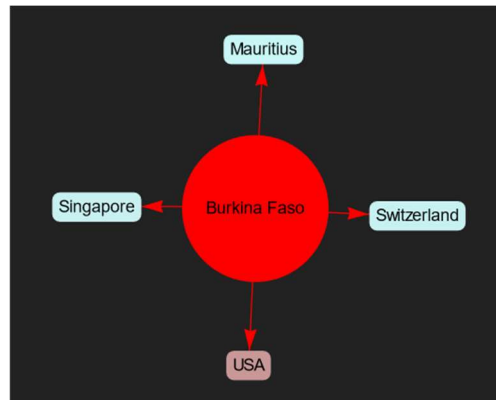 Mauritius
Singapore
Burkina Faso
Switzerland
USA